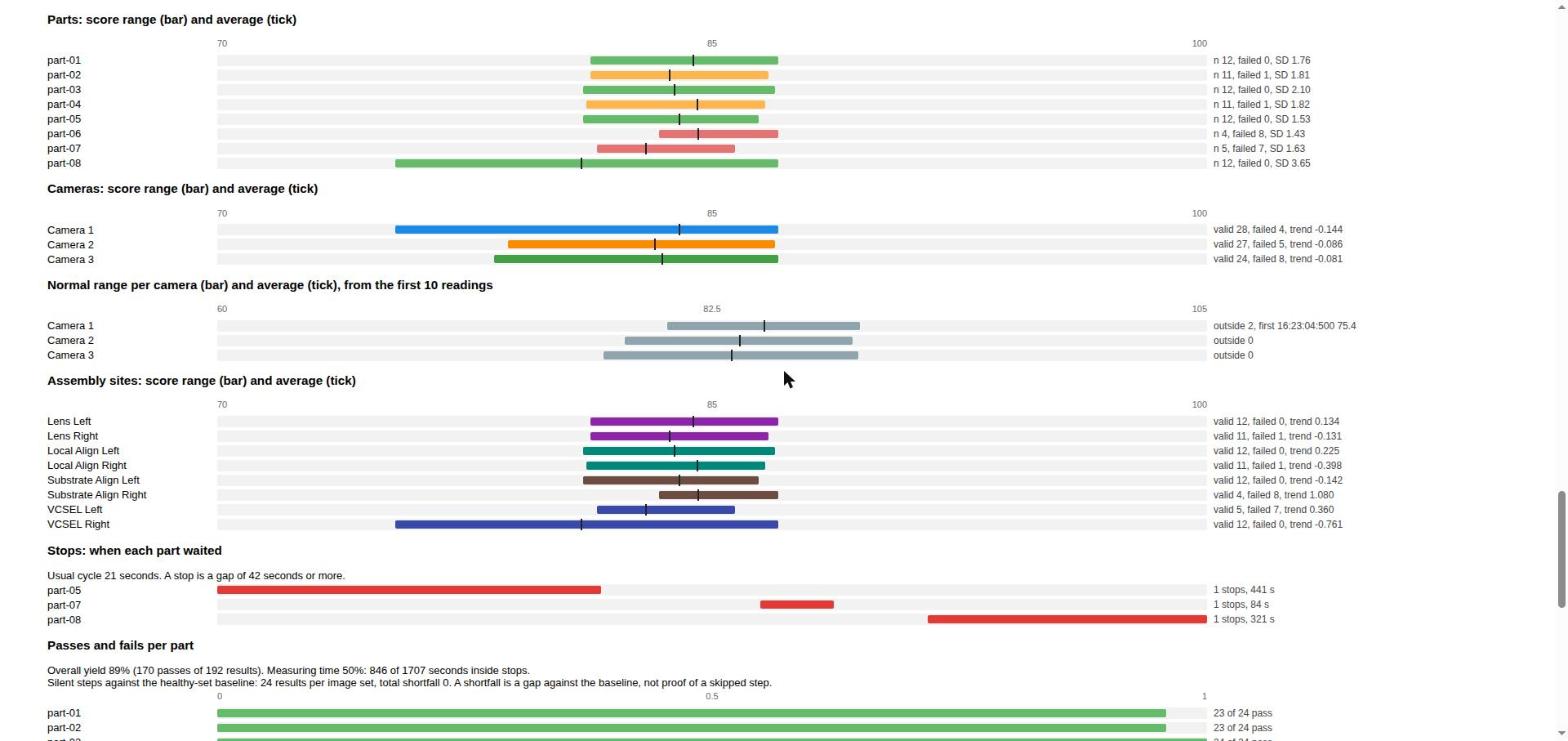 Parts: score range (bar) and average (tick)
70 85 100
part-01 n 12, failed 0, SD 1.76
part-02 n 11, failed 1, SD 1.81
part-03 n 12, failed 0, SD 2.10
part-04 n 11, failed 1, SD 1.82
part-05 n 12, failed 0, SD 1.53
part-06 n 4, failed 8, SD 1.43
part-07 n 5, failed 7, SD 1.63
part-08 n 12, failed 0, SD 3.65
Cameras: score range (bar) and average (tick)
70 85 100
Camera 1 valid 28, failed 4, trend -0.144
Camera 2 valid 27, failed 5, trend -0.086
Camera 3 valid 24, failed 8, trend -0.081
Normal range per camera (bar) and average (tick), from the first 10 readings
60 82.5 105
Camera 1 outside 2, first 16:23:04:500 75.4
Camera 2 outside 0
Camera 3 outside 0
Assembly sites: score range (bar) and average (tick)
70 85 100
Lens Left valid 12, failed 0, trend 0.134
Lens Right valid 11, failed 1, trend -0.131
Local Align Left valid 12, failed 0, trend 0.225
Local Align Right valid 11, failed 1, trend -0.398
Substrate Align Left valid 12, failed 0, trend -0.142
Substrate Align Right valid 4, failed 8, trend 1.080
VCSEL Left valid 5, failed 7, trend 0.360
VCSEL Right valid 12, failed 0, trend -0.761
Stops: when each part waited
Usual cycle 21 seconds. A stop is a gap of 42 seconds or more.
part-05 1 stops, 441 s
part-07 1 stops, 84 s
part-08 1 stops, 321 s
Passes and fails per part
Overall yield 89% (170 passes of 192 results). Measuring time 50%: 846 of 1707 seconds inside stops.
Silent steps against the healthy-set baseline: 24 results per image set, total shortfall 0. A shortfall is a gap against the baseline, not proof of a skipped step.
0 0.5 1
part-01 23 of 24 pass
part-02 23 of 24 pass